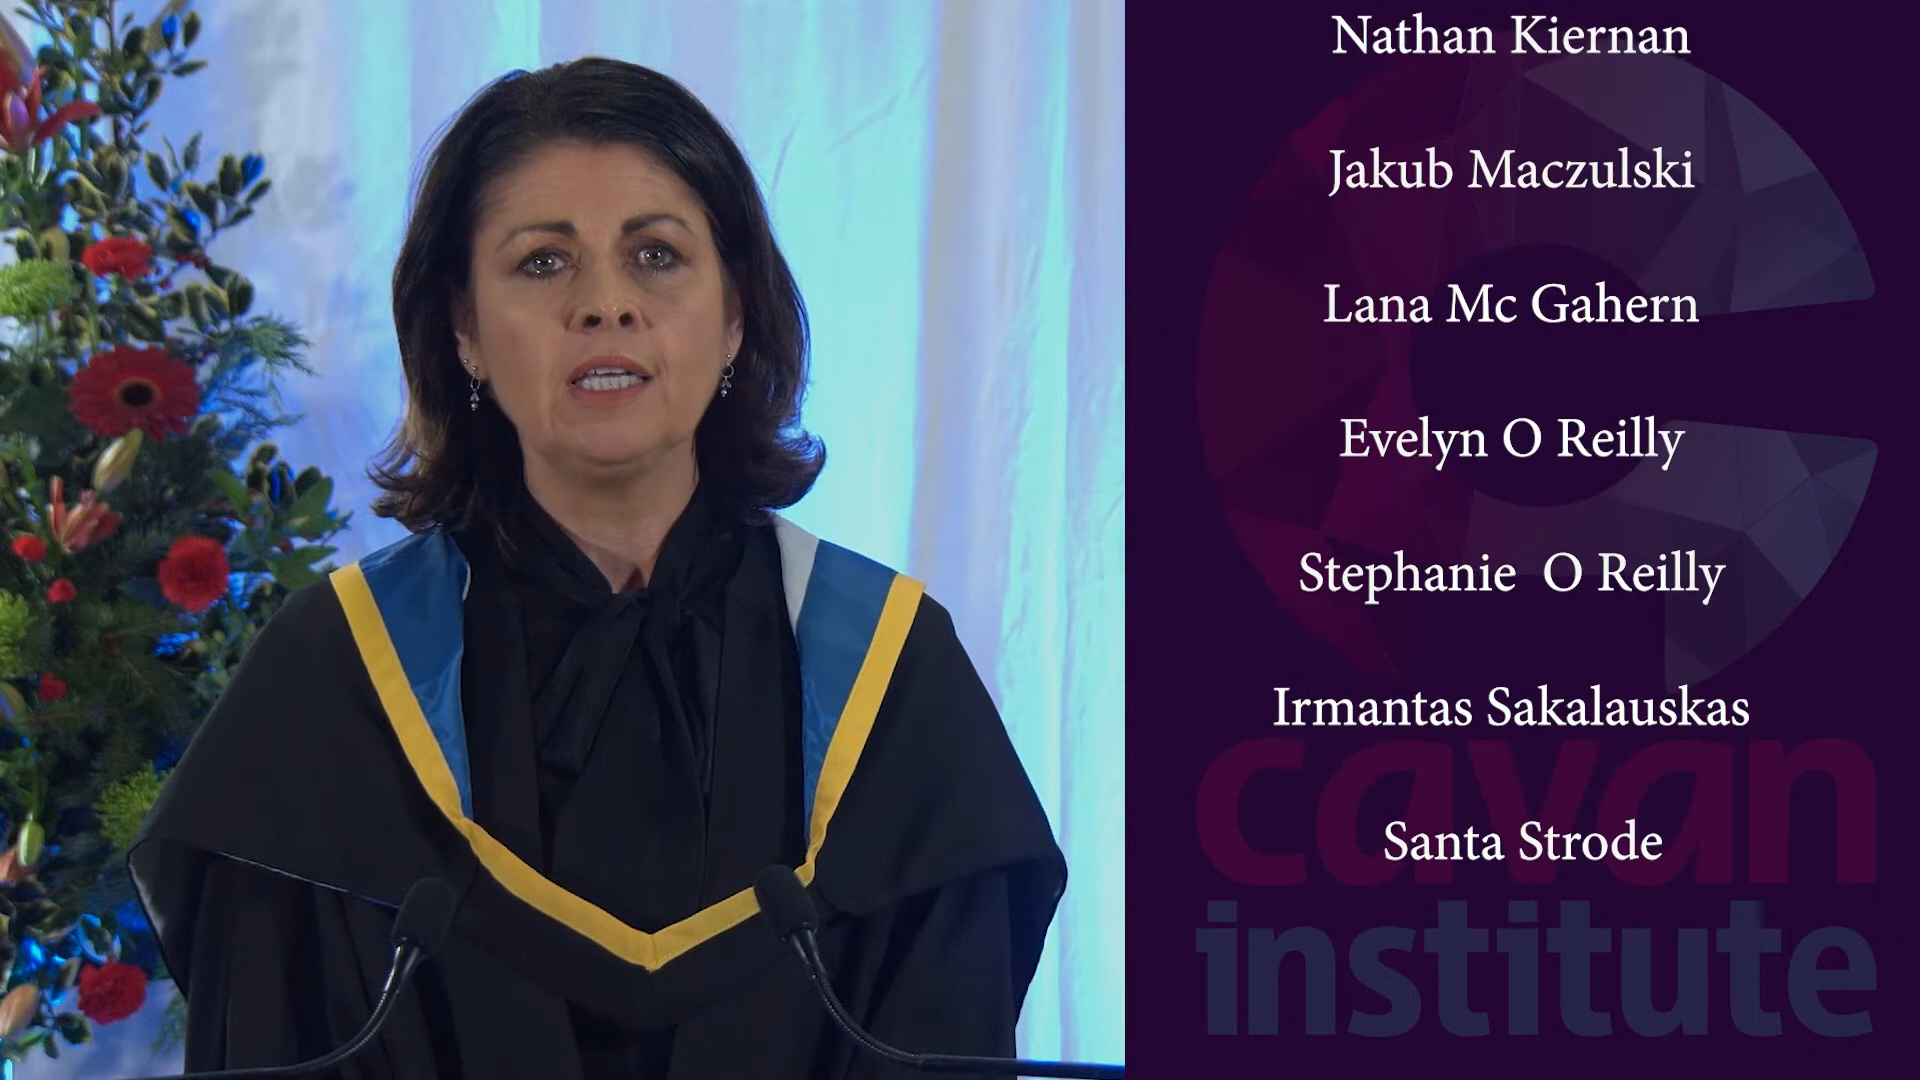 Nathan Kiernan
Jakub Maczulski
Lana Mc Gahern
Evelyn O Reilly
Stephanie  O Reilly
Irmantas Sakalauskas
Santa Strode
cavan
institute